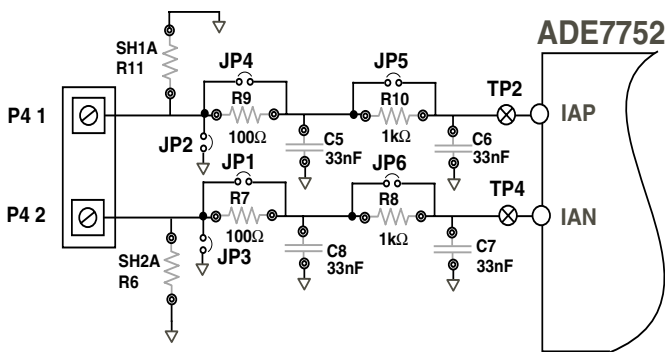 ADE7752
SH1A
R11
JP4
JP5
R9
R10
TP2
P4 1
IAP
JP2
100Ω
C5
33nF
1kΩ
C6
33nF
JP1
JP6
TP4
R7
R8
P4 2
IAN
100Ω
JP3
C8
33nF
1kΩ
C7
33nF
SH2A
R6